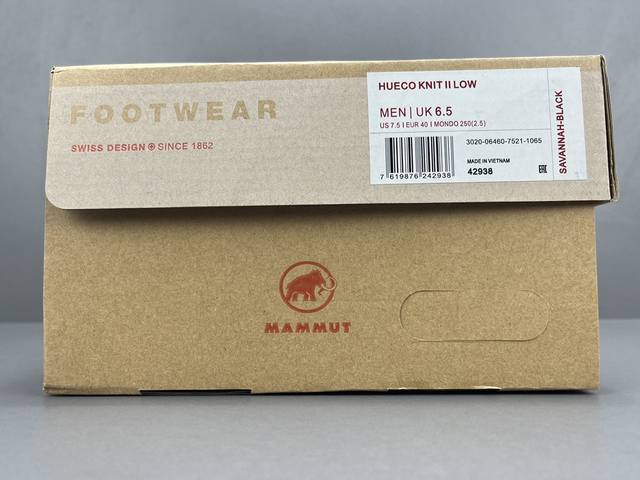 FOOTWEAR
SWISS DESIGN SINCE 1862
HUECO KNIT II LOW
MEN | UK 6.5
US 7.5 I EUR 40 I MONDO 250(2.5)
3020-06460-7521-1065
MADE IN VIETNAM
42938
7 619876 242938
SAVANNAH-BLACK
MAMMUT